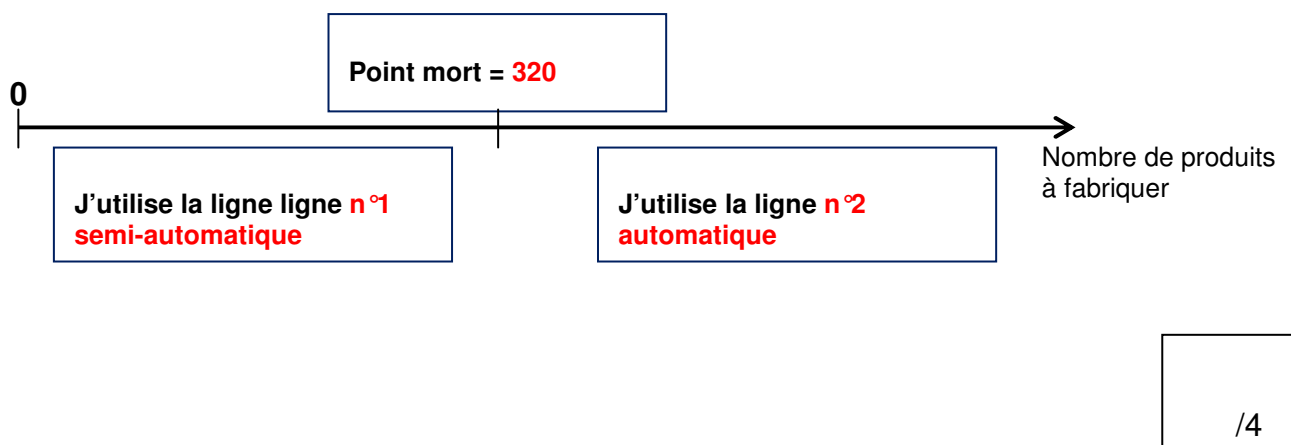 Point mort = 320
0
Nombre de produits
à fabriquer
J’utilise la ligne ligne n°1
semi-automatique
J’utilise la ligne n°2
automatique
/4